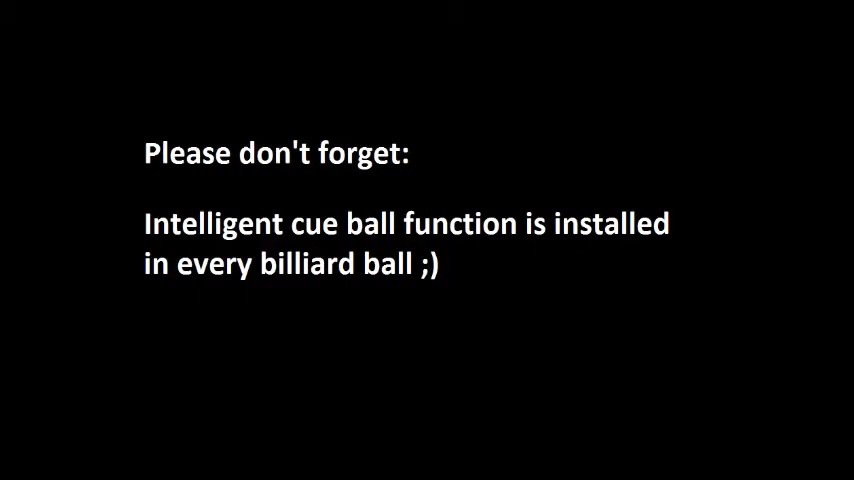 Please don't forget:
Intelligent cue ball function is installed
in every billiard ball ;)